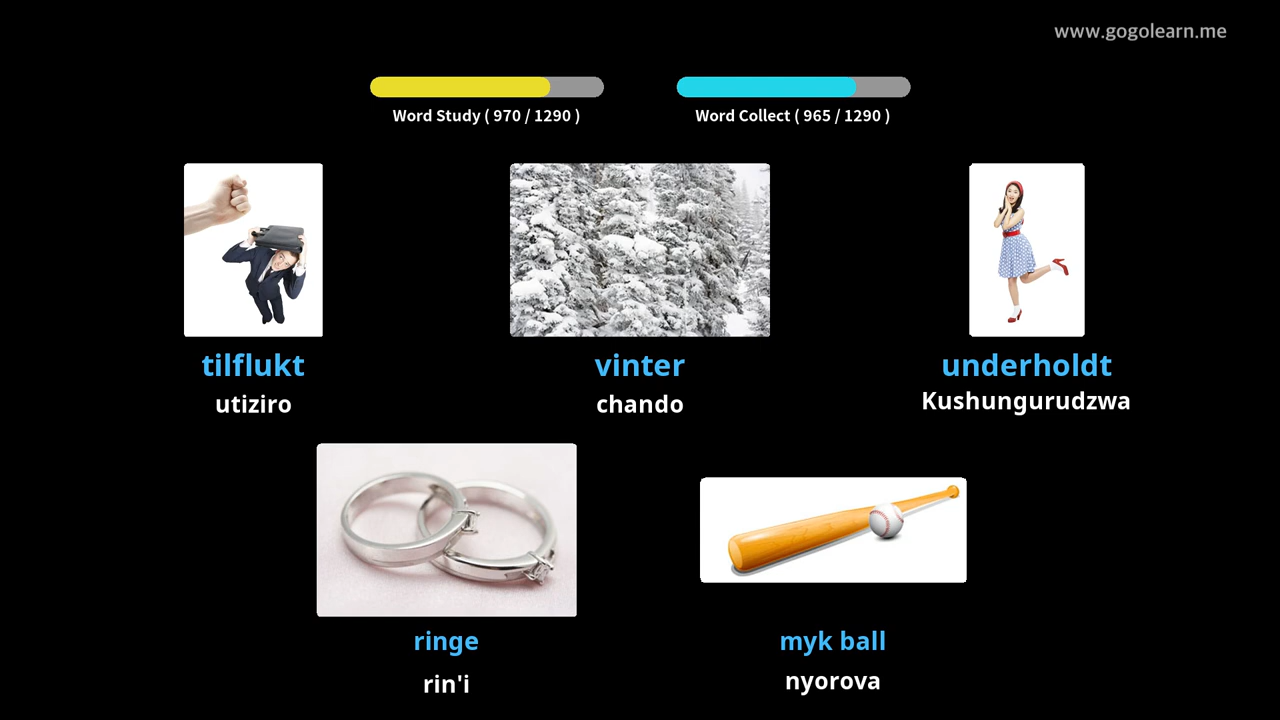 www.gogolearn.me
Word Study ( 970 / 1290 )
Word Collect ( 965 / 1290 )
tilflukt
utiziro
vinter
chando
underholdt
Kushungurudzwa
ringe
rin'i
myk ball
nyorova